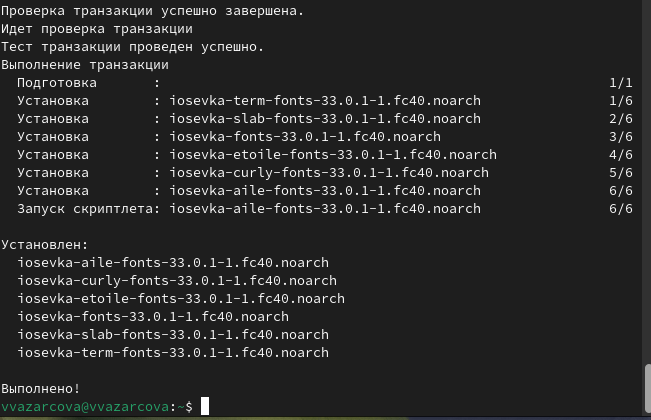 Проверка транзакции успешно завершена.
Идет проверка транзакции
Тест транзакции проведен успешно.
Выполнение транзакции
  Подготовка       :                                                        1/1
  Установка        : iosevka-term-fonts-33.0.1-1.fc40.noarch                1/6
  Установка        : iosevka-slab-fonts-33.0.1-1.fc40.noarch                2/6
  Установка        : iosevka-fonts-33.0.1-1.fc40.noarch                     3/6
  Установка        : iosevka-etoile-fonts-33.0.1-1.fc40.noarch              4/6
  Установка        : iosevka-curly-fonts-33.0.1-1.fc40.noarch               5/6
  Установка        : iosevka-aile-fonts-33.0.1-1.fc40.noarch                6/6
  Запуск скриптлета: iosevka-aile-fonts-33.0.1-1.fc40.noarch                6/6

Установлен:
  iosevka-aile-fonts-33.0.1-1.fc40.noarch
  iosevka-curly-fonts-33.0.1-1.fc40.noarch
  iosevka-etoile-fonts-33.0.1-1.fc40.noarch
  iosevka-fonts-33.0.1-1.fc40.noarch
  iosevka-slab-fonts-33.0.1-1.fc40.noarch
  iosevka-term-fonts-33.0.1-1.fc40.noarch

Выполнено!
vvazarcova@vvazarcova:~$